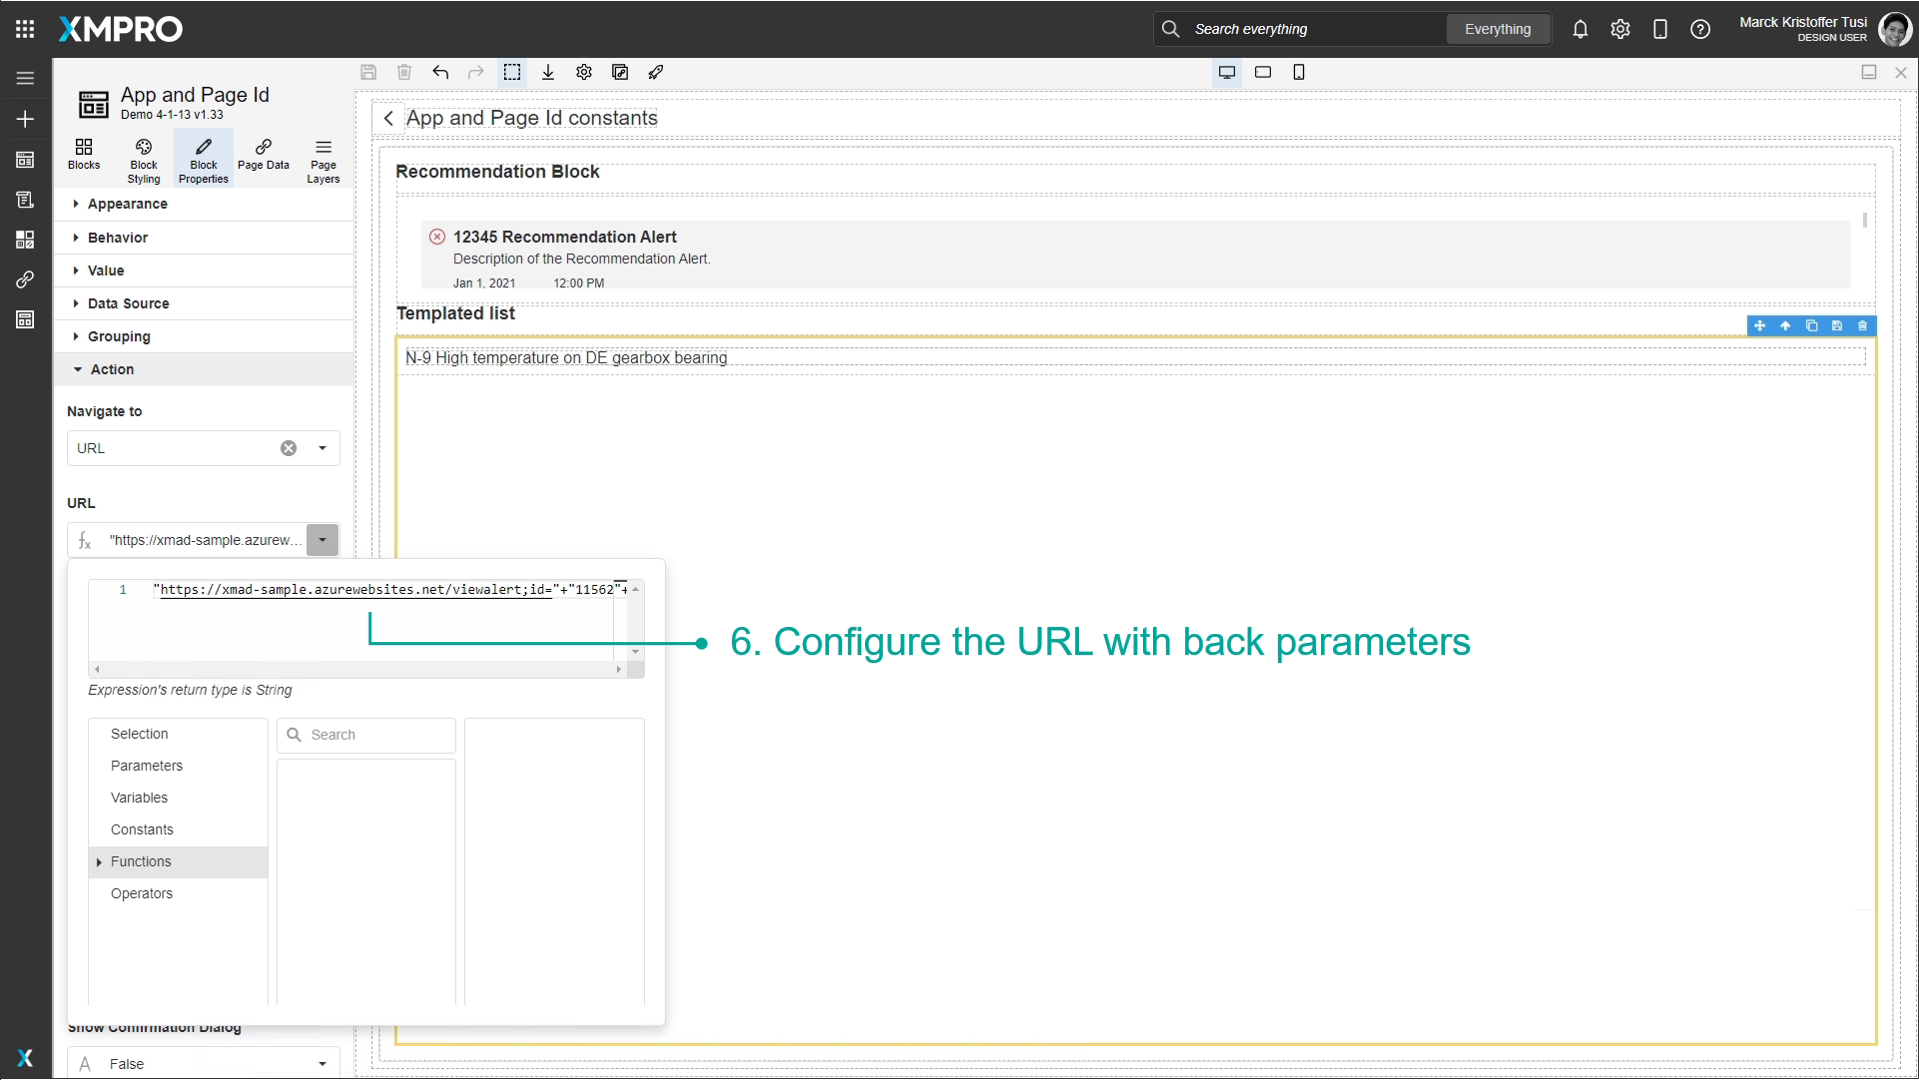 XMPRO
Search everything
Everything
Marck Kristoffer Tusi
DESIGN USER
App and Page Id
Demo 4-1-13 v1.33
Blocks
Block Styling
Block Properties
Page Data
Page Layers
Appearance
Behavior
Value
Data Source
Grouping
Action
Navigate to
URL
URL
fx "https://xmad-sample.azurew...
1 "https://xmad-sample.azurewebsites.net/viewalert;id="+"11562"+
Expression's return type is String
Selection
Parameters
Variables
Constants
Functions
Operators
Search
Show Confirmation Dialog
A False
App and Page Id constants
Recommendation Block
12345 Recommendation Alert
Description of the Recommendation Alert.
Jan 1, 2021 12:00 PM
Templated list
N-9 High temperature on DE gearbox bearing
6. Configure the URL with back parameters